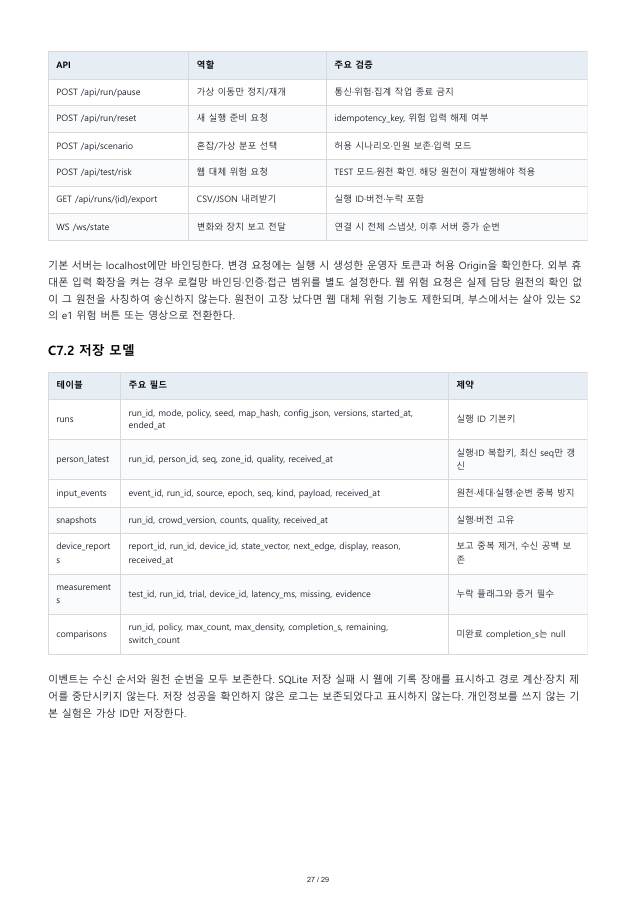 API 역할 주요 검증
POST /api/run/pause 가상 이동만 정지/재개 통신·위험·집계 작업 종료 금지
POST /api/run/reset 새 실행 준비 요청 idempotency_key, 위험 입력 해제 여부
POST /api/scenario 혼잡/가상 분포 선택 허용 시나리오·인원 보존·입력 모드
POST /api/test/risk 웹 대체 위험 요청 TEST 모드·원천 확인. 해당 원천이 재발행해야 적용
GET /api/runs/{id}/export CSV/JSON 내려받기 실행 ID·버전·누락 포함
WS /ws/state 변화와 장치 보고 전달 연결 시 전체 스냅샷, 이후 서버 증가 순번
기본 서버는 localhost에만 바인딩한다. 변경 요청에는 실행 시 생성한 운영자 토큰과 허용 Origin을 확인한다. 외부 휴
대폰 입력 확장을 켜는 경우 로컬망 바인딩·인증·접근 범위를 별도 설정한다. 웹 위험 요청은 실제 담당 원천의 확인 없
이 그 원천을 사칭하여 송신하지 않는다. 원천이 고장 났다면 웹 대체 위험 기능도 제한되며, 부스에서는 살아 있는 S2
의 e1 위험 버튼 또는 영상으로 전환한다.
C7.2 저장 모델
테이블 주요 필드 제약
runs run_id, mode, policy, seed, map_hash, config_json, versions, started_at,
ended_at 실행 ID 기본키
person_latest run_id, person_id, seq, zone_id, quality, received_at 실행·ID 복합키, 최신 seq만 갱
신
input_events event_id, run_id, source, epoch, seq, kind, payload, received_at 원천·세대·실행·순번 중복 방지
snapshots run_id, crowd_version, counts, quality, received_at 실행·버전 고유
device_report
s report_id, run_id, device_id, state_vector, next_edge, display, reason,
received_at 보고 중복 제거, 수신 공백 보
존
measurement
s test_id, run_id, trial, device_id, latency_ms, missing, evidence 누락 플래그와 증거 필수
comparisons run_id, policy, max_count, max_density, completion_s, remaining,
switch_count 미완료 completion_s는 null
이벤트는 수신 순서와 원천 순번을 모두 보존한다. SQLite 저장 실패 시 웹에 기록 장애를 표시하고 경로 계산·장치 제
어를 중단시키지 않는다. 저장 성공을 확인하지 않은 로그는 보존되었다고 표시하지 않는다. 개인정보를 쓰지 않는 기
본 실험은 가상 ID만 저장한다.
27 / 29